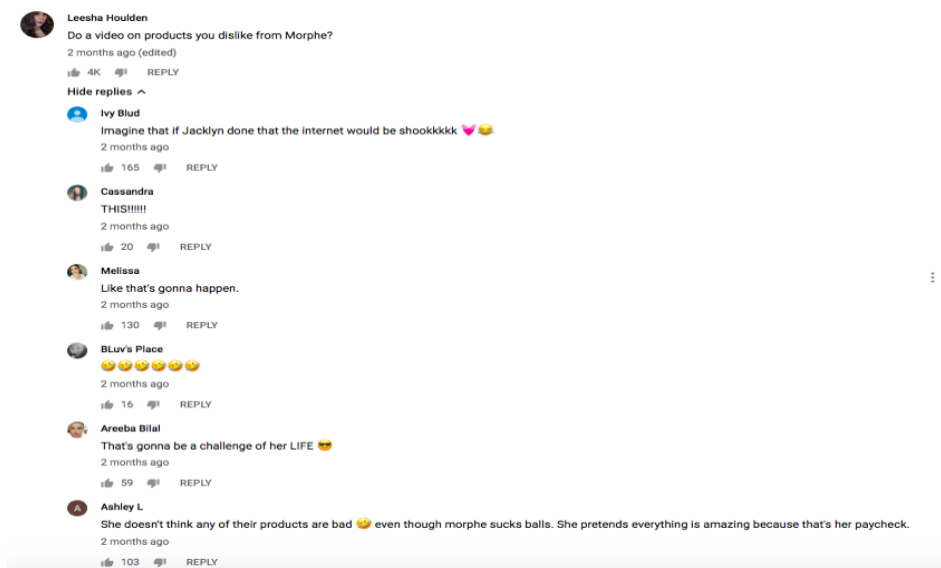 Leesha Houlden
Do a video on products you dislike from Morphe?
2 months ago (edited)
4K REPLY
Hide replies
Ivy Blud
Imagine that if Jacklyn done that the internet would be shookkkkk 💓😂
2 months ago
165 REPLY
Cassandra
THIS!!!!!!
2 months ago
20 REPLY
Melissa
Like that's gonna happen.
2 months ago
130 REPLY
BLuv's Place
🤣🤣🤣🤣🤣🤣
2 months ago
16 REPLY
Areeba Bilal
That's gonna be a challenge of her LIFE 😎
2 months ago
59 REPLY
A
Ashley L
She doesn't think any of their products are bad 🤣 even though morphe sucks balls. She pretends everything is amazing because that's her paycheck.
2 months ago
103 REPLY